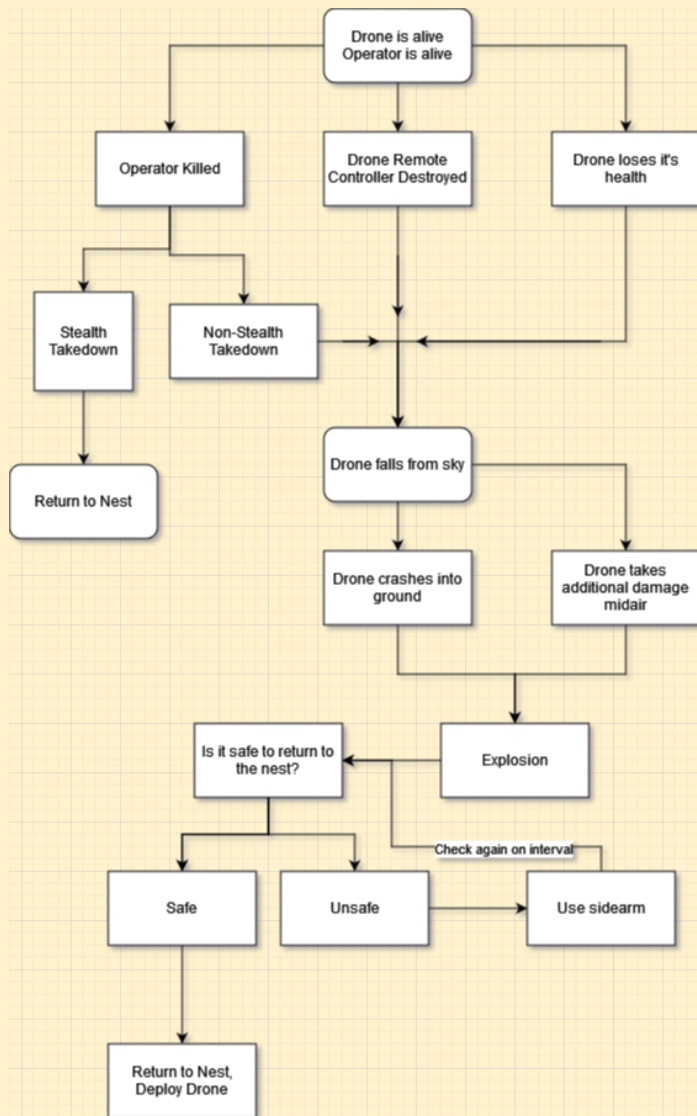 Drone is alive
Operator is alive
Operator Killed
Drone Remote
Controller Destroyed
Drone loses it's
health
Stealth
Takedown
Non-Stealth
Takedown
Return to Nest
Drone falls from sky
Drone crashes into
ground
Drone takes
additional damage
midair
Is it safe to return to
the nest?
Explosion
Check again on interval
Safe
Unsafe
Use sidearm
Return to Nest,
Deploy Drone